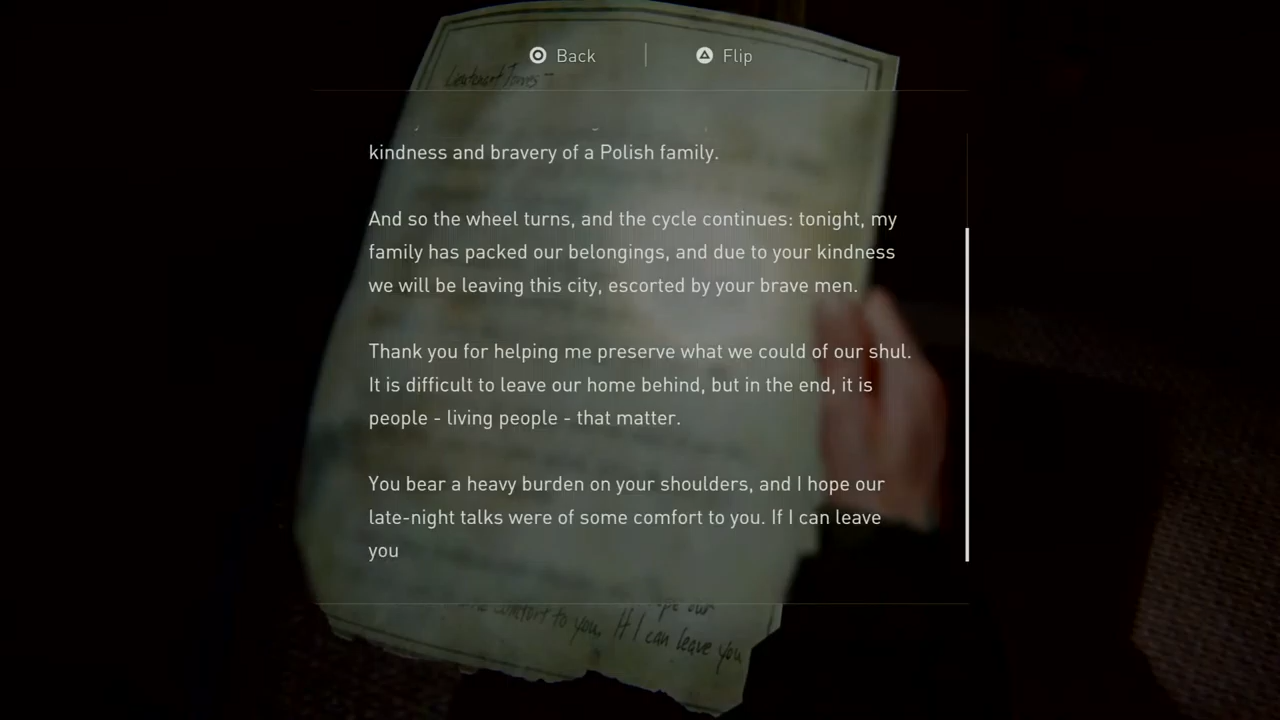 Back
Flip
Lieutenant Torres --
kindness and bravery of a Polish family.
And so the wheel turns, and the cycle continues: tonight, my
family has packed our belongings, and due to your kindness
we will be leaving this city, escorted by your brave men.
Thank you for helping me preserve what we could of our shul.
It is difficult to leave our home behind, but in the end, it is
people - living people - that matter.
You bear a heavy burden on your shoulders, and I hope our
late-night talks were of some comfort to you. If I can leave
you
our
comfort to you. If I can leave you